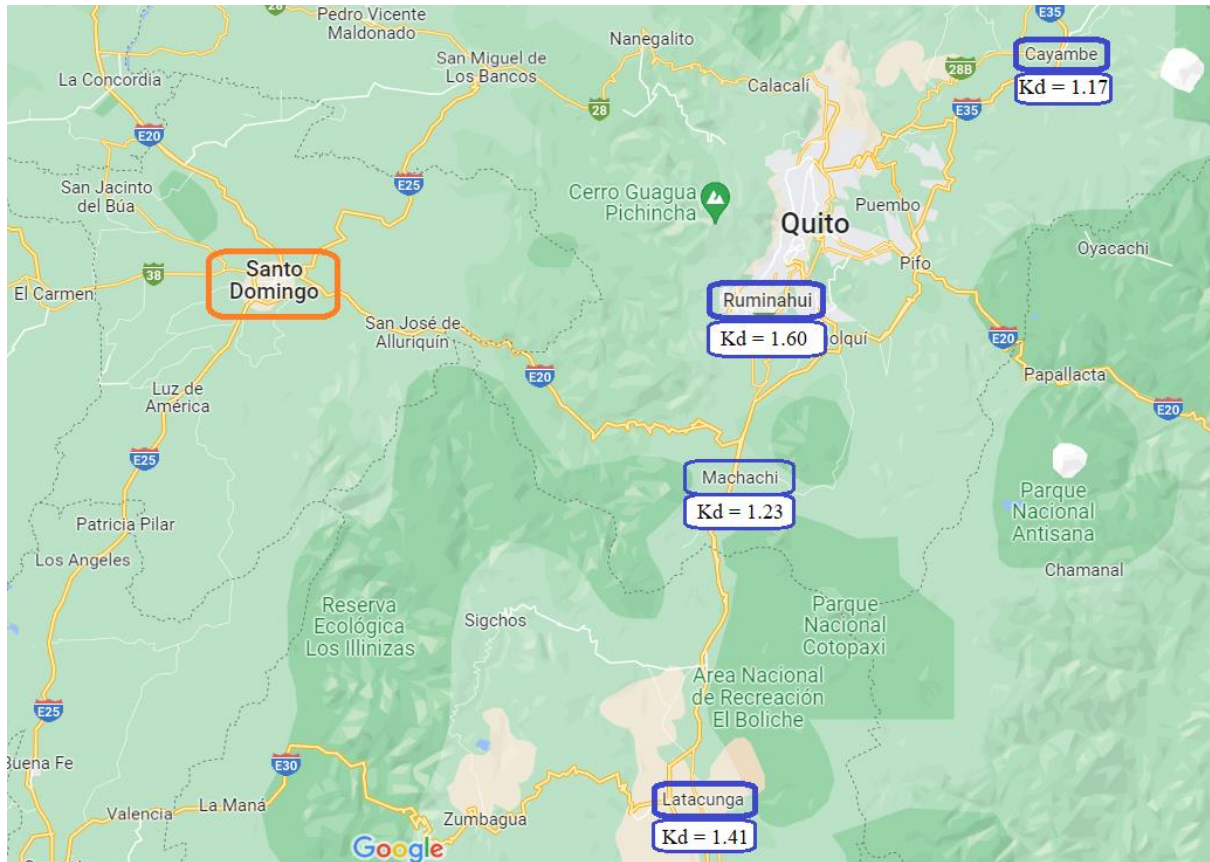 Pedro Vicente
Maldonado
28
E35
Cayambe
Kd = 1.17
Nanegalito
San Miguel de
Los Bancos
La Concordia
28
Calacalí
28B
E35
E20
E25
San Jacinto
del Búa
Cerro Guagua
Pichincha
Quito
Puembo
Pifo
Oyacachi
38
El Carmen
Santo
Domingo
San José de
Alluriquín
Ruminahui
Kd = 1.60
olquí
E20
Papallacta
E20
E20
Luz de
América
E25
Machachi
Kd = 1.23
Parque
Nacional
Antisana
Chamanal
Patricia Pilar
Los Angeles
Reserva
Ecológica
Los Illinizas
Sigchos
Parque
Nacional
Cotopaxi
Area Nacional
de Recreación
El Boliche
E25
Buena Fe
E30
Valencia
La Maná
Zumbagua
Latacunga
Kd = 1.41
Google